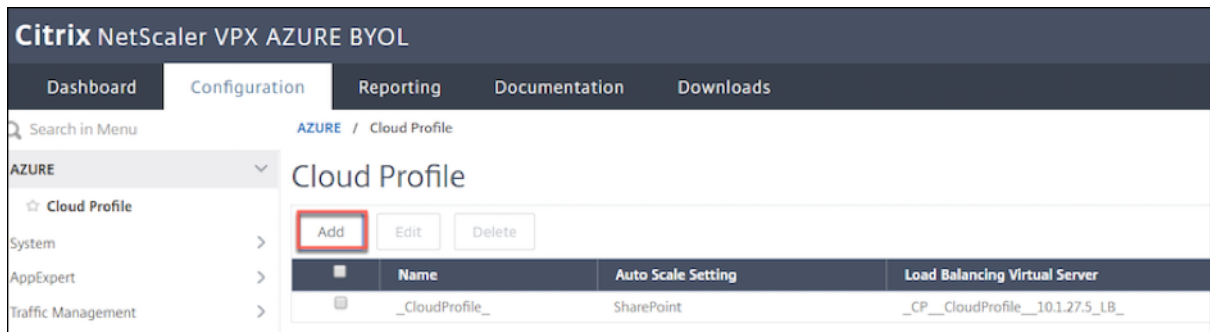 Citrix NetScaler VPX AZURE BYOL
Dashboard Configuration Reporting Documentation Downloads
Search in Menu
AZURE
Cloud Profile
System
AppExpert
Traffic Management
AZURE / Cloud Profile
Cloud Profile
Add Edit Delete
Name Auto Scale Setting Load Balancing Virtual Server
_CloudProfile_ SharePoint _CP__CloudProfile__10.1.27.5_LB_